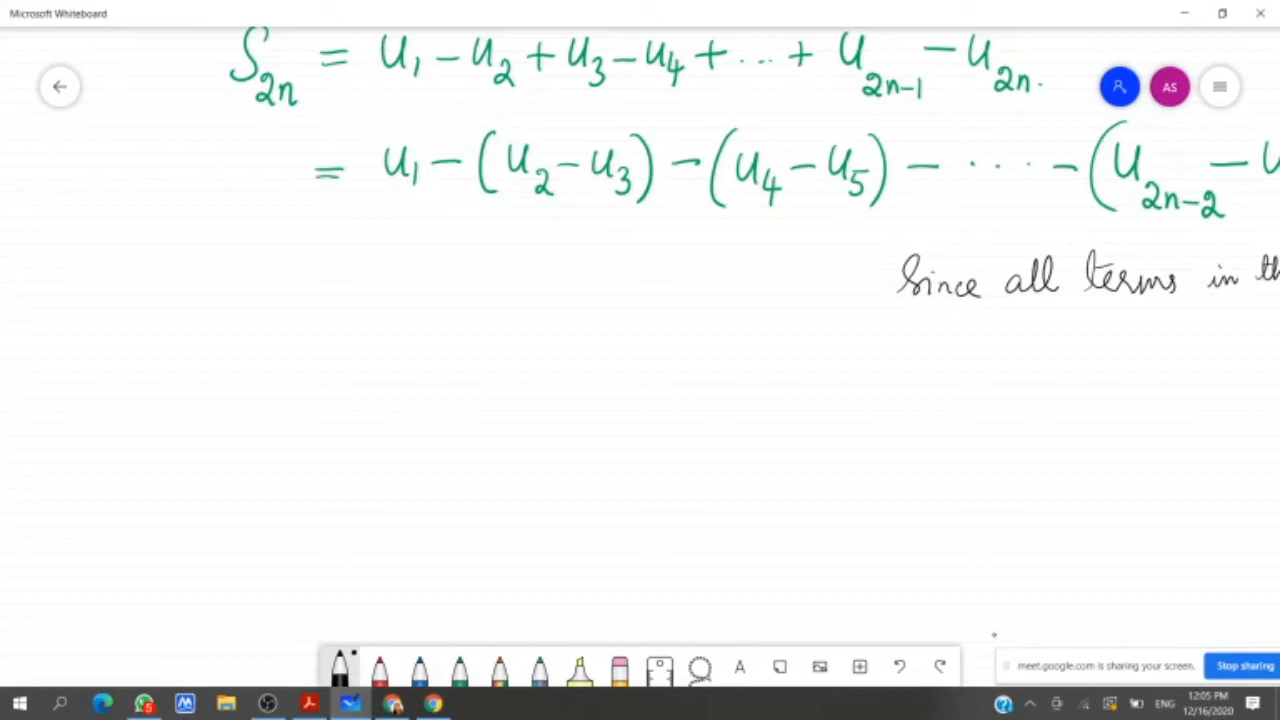 Microsoft Whiteboard
S₂ₙ = u₁ − u₂ + u₃ − u₄ + ... + u₂ₙ₋₁ − u₂ₙ.
AS
= u₁ − (u₂ − u₃) − (u₄ − u₅) − .... − (u₂ₙ₋₂ − u
Since all terms in th
A
meet.google.com is sharing your screen.
Stop sharing
5
ENG
12:05 PM
12/16/2020